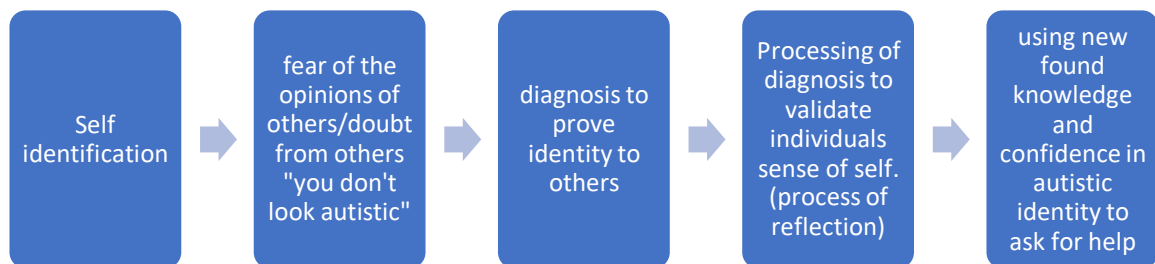 Self
identification
fear of the
opinions of
others/doubt
from others
"you don't
look autistic"
diagnosis to
prove
identity to
others
Processing of
diagnosis to
validate
individuals
sense of self.
(process of
reflection)
using new
found
knowledge
and
confidence in
autistic
identity to
ask for help